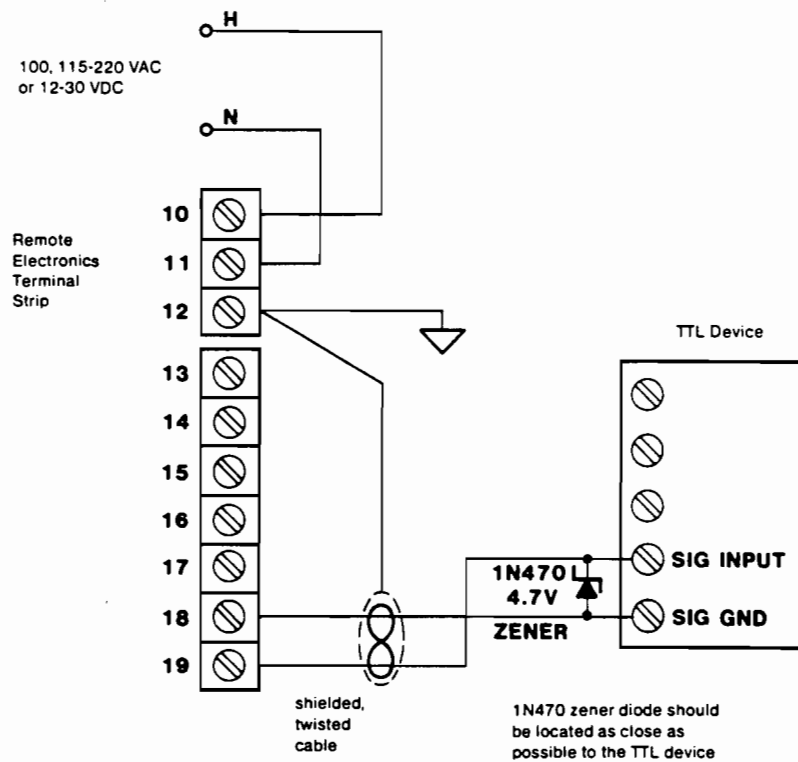 H
100, 115-220 VAC
or 12-30 VDC
N
Remote
Electronics
Terminal
Strip
10
11
12
13
14
15
16
17
18
19
TTL Device
SIG INPUT
SIG GND
1N470
4.7V
ZENER
shielded,
twisted
cable
1N470 zener diode should
be located as close as
possible to the TTL device